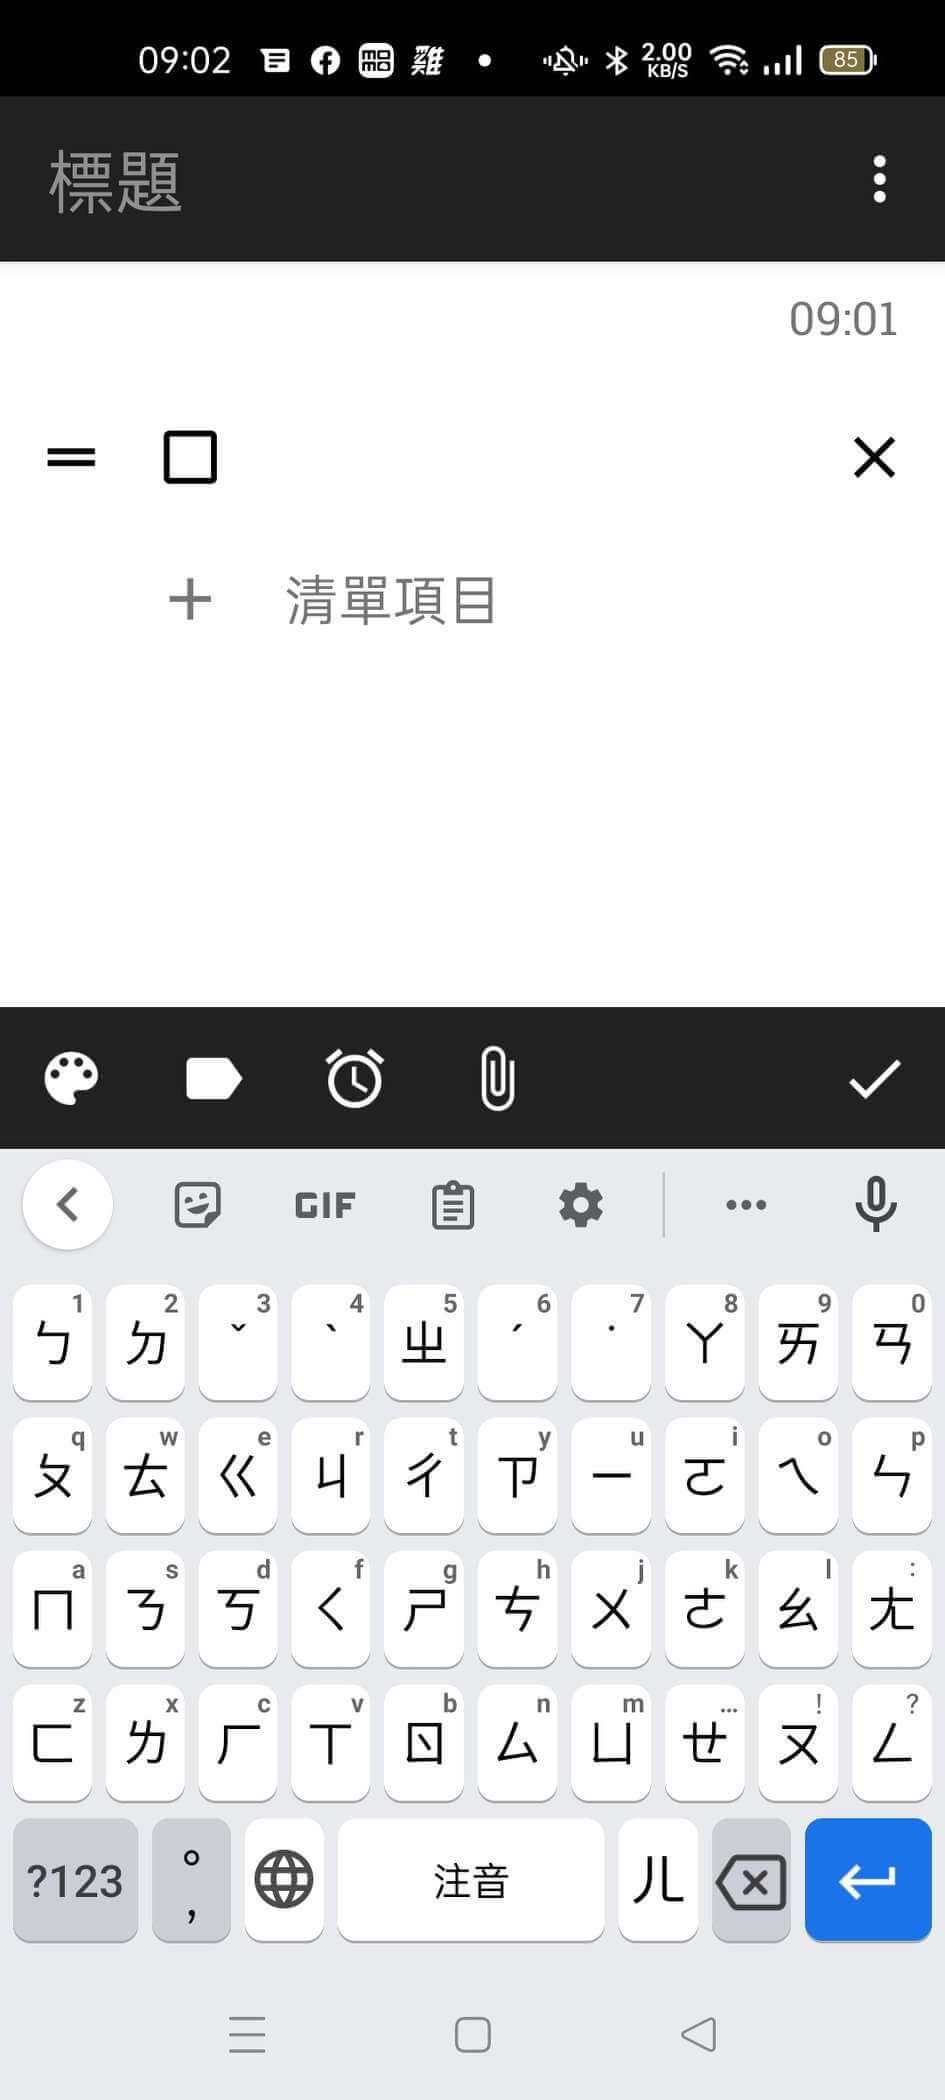 09:02 雞 2.00 KB/S 85
標題
09:01
清單項目
GIF
1 2 3 4 5 6 7 8 9 0
ㄅ ㄉ ˇ ˋ ㄓ ˊ ˙ ㄚ ㄞ ㄢ
q w e r t y u i o p
ㄆ ㄊ ㄍ ㄐ ㄔ ㄗ ㄧ ㄛ ㄟ ㄣ
a s d f g h j k l :
ㄇ ㄋ ㄎ ㄑ ㄕ ㄘ ㄨ ㄜ ㄠ ㄤ
z x c v b n m … ! ?
ㄈ ㄌ ㄏ ㄒ ㄖ ㄙ ㄩ ㄝ ㄡ ㄥ
?123 。 , 注音 ㄦ